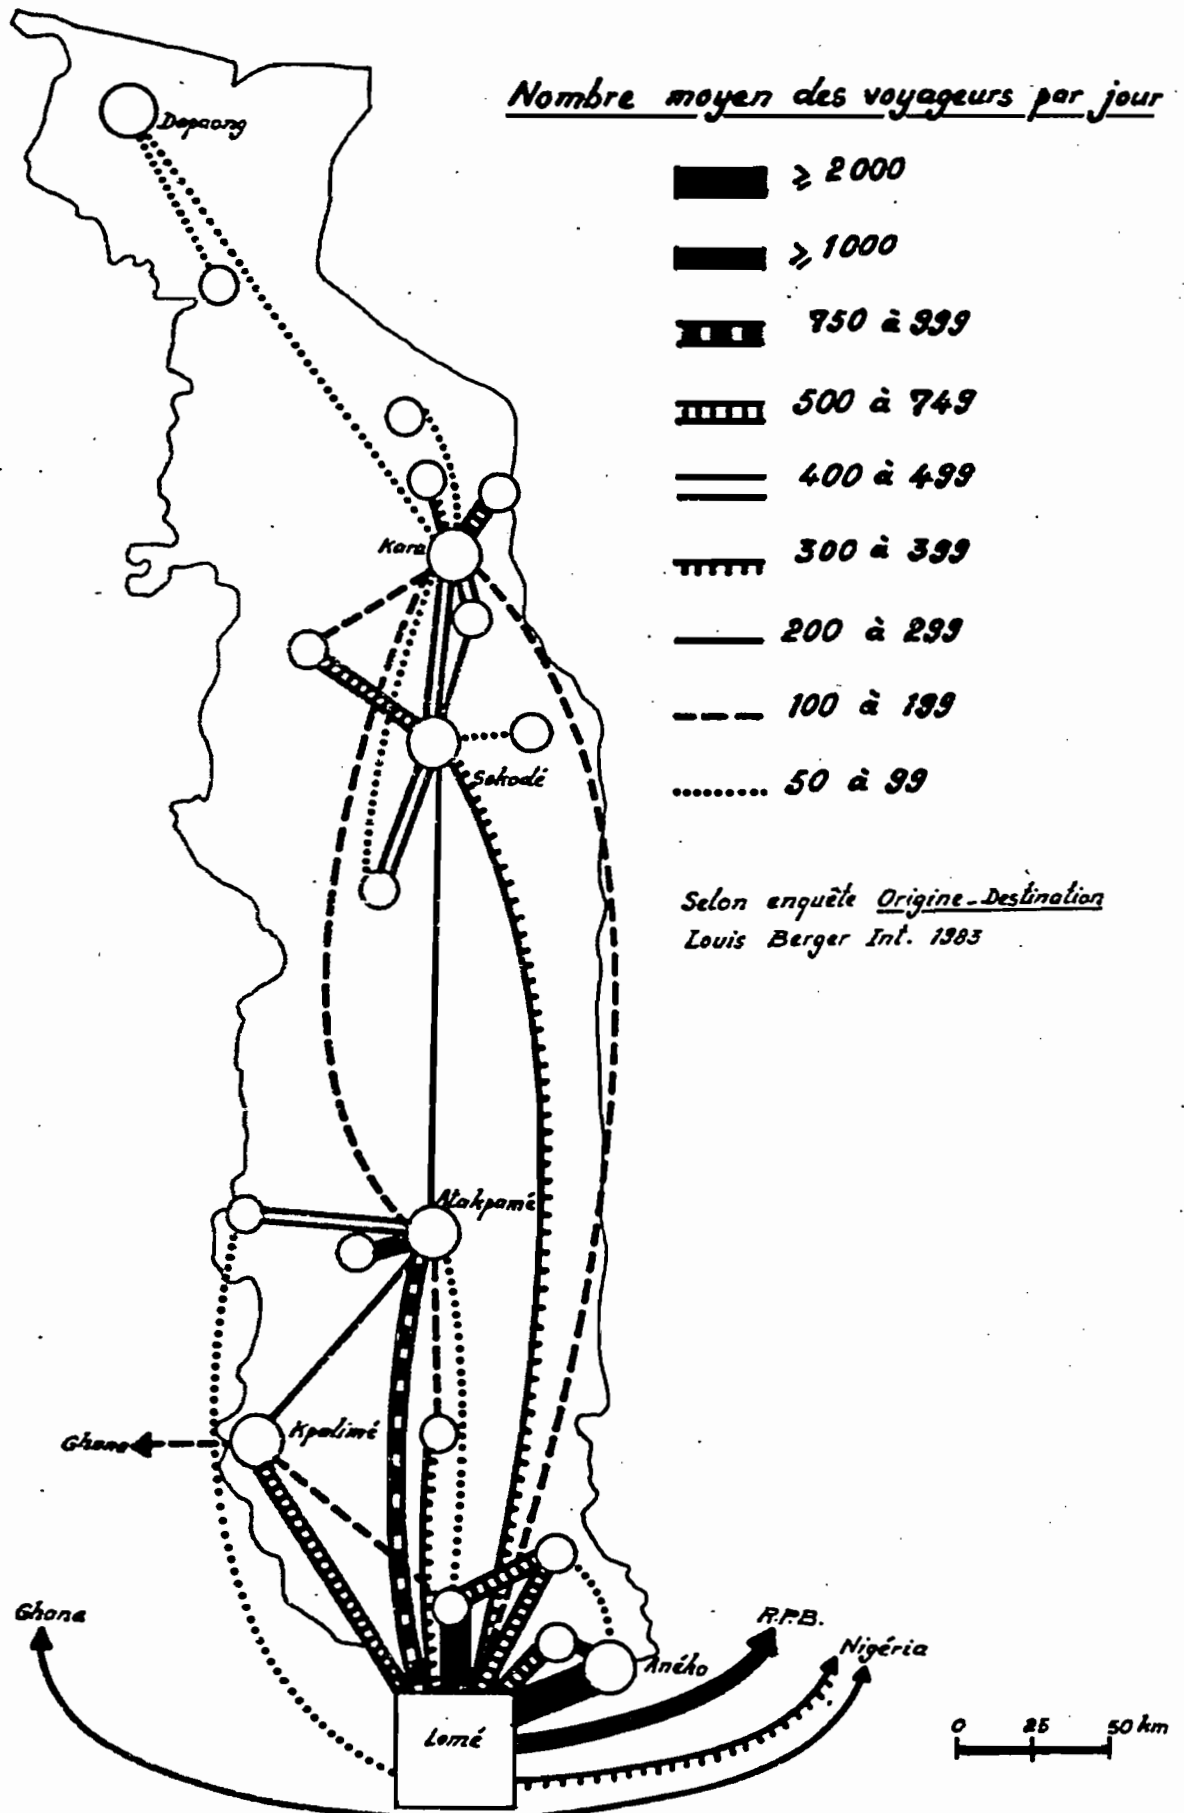 Nombre moyen des voyageurs par jour
⩾ 2000
⩾ 1000
750 à 999
500 à 749
400 à 499
300 à 399
200 à 299
100 à 199
50 à 99
Selon enquête Origine-Destination
Louis Berger Int. 1983
Dapaong
Kara
Sokodé
Atakpamé
Kpalimé
Ghana
Ghana
R.P.B.
Nigéria
Aného
Lomé
0 25 50 km